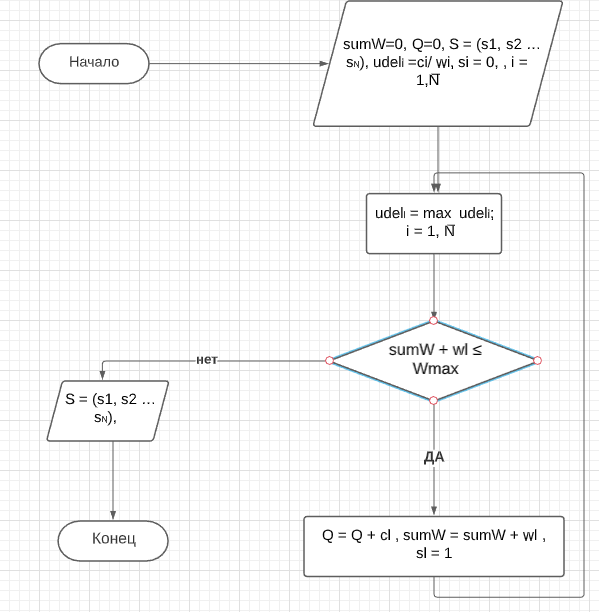 Начало
sumW=0, Q=0, S = (s1, s2 …
sN), udeli =ci/ wi, si = 0, , i =
1,N̅
udell = max udeli;
i = 1, N̅
sumW + wl ≤
Wmax
нет
S = (s1, s2 …
sN),
ДА
Конец
Q = Q + cl , sumW = sumW + wl ,
sl = 1